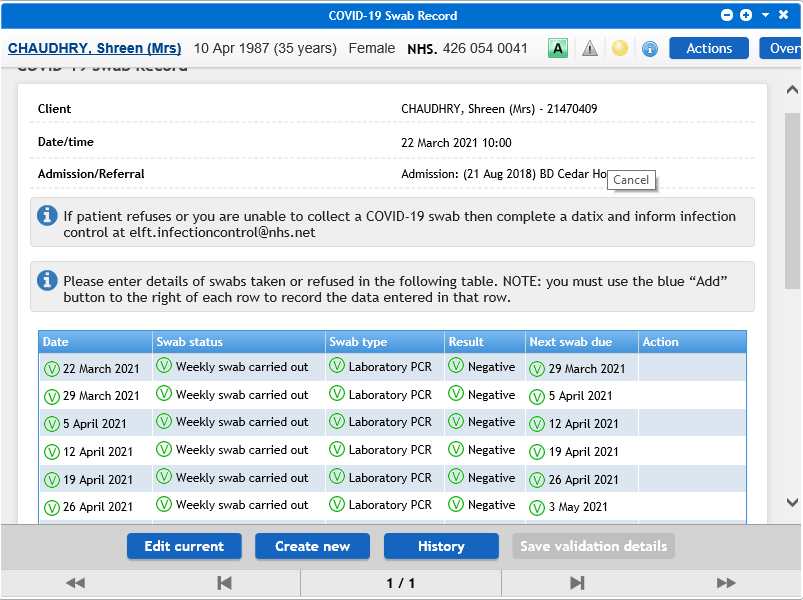 COVID-19 Swab Record
CHAUDHRY, Shreen (Mrs) 10 Apr 1987 (35 years) Female NHS. 426 054 0041 A Actions Over
COVID-19 Swab Record
Client CHAUDHRY, Shreen (Mrs) - 21470409
Date/time 22 March 2021 10:00
Admission/Referral Admission: (21 Aug 2018) BD Cedar Ho
Cancel
If patient refuses or you are unable to collect a COVID-19 swab then complete a datix and inform infection
control at elft.infectioncontrol@nhs.net
Please enter details of swabs taken or refused in the following table. NOTE: you must use the blue “Add”
button to the right of each row to record the data entered in that row.
Date Swab status Swab type Result Next swab due Action
V 22 March 2021 V Weekly swab carried out V Laboratory PCR V Negative V 29 March 2021
V 29 March 2021 V Weekly swab carried out V Laboratory PCR V Negative V 5 April 2021
V 5 April 2021 V Weekly swab carried out V Laboratory PCR V Negative V 12 April 2021
V 12 April 2021 V Weekly swab carried out V Laboratory PCR V Negative V 19 April 2021
V 19 April 2021 V Weekly swab carried out V Laboratory PCR V Negative V 26 April 2021
V 26 April 2021 V Weekly swab carried out V Laboratory PCR V Negative V 3 May 2021
Edit current Create new History Save validation details
1 / 1